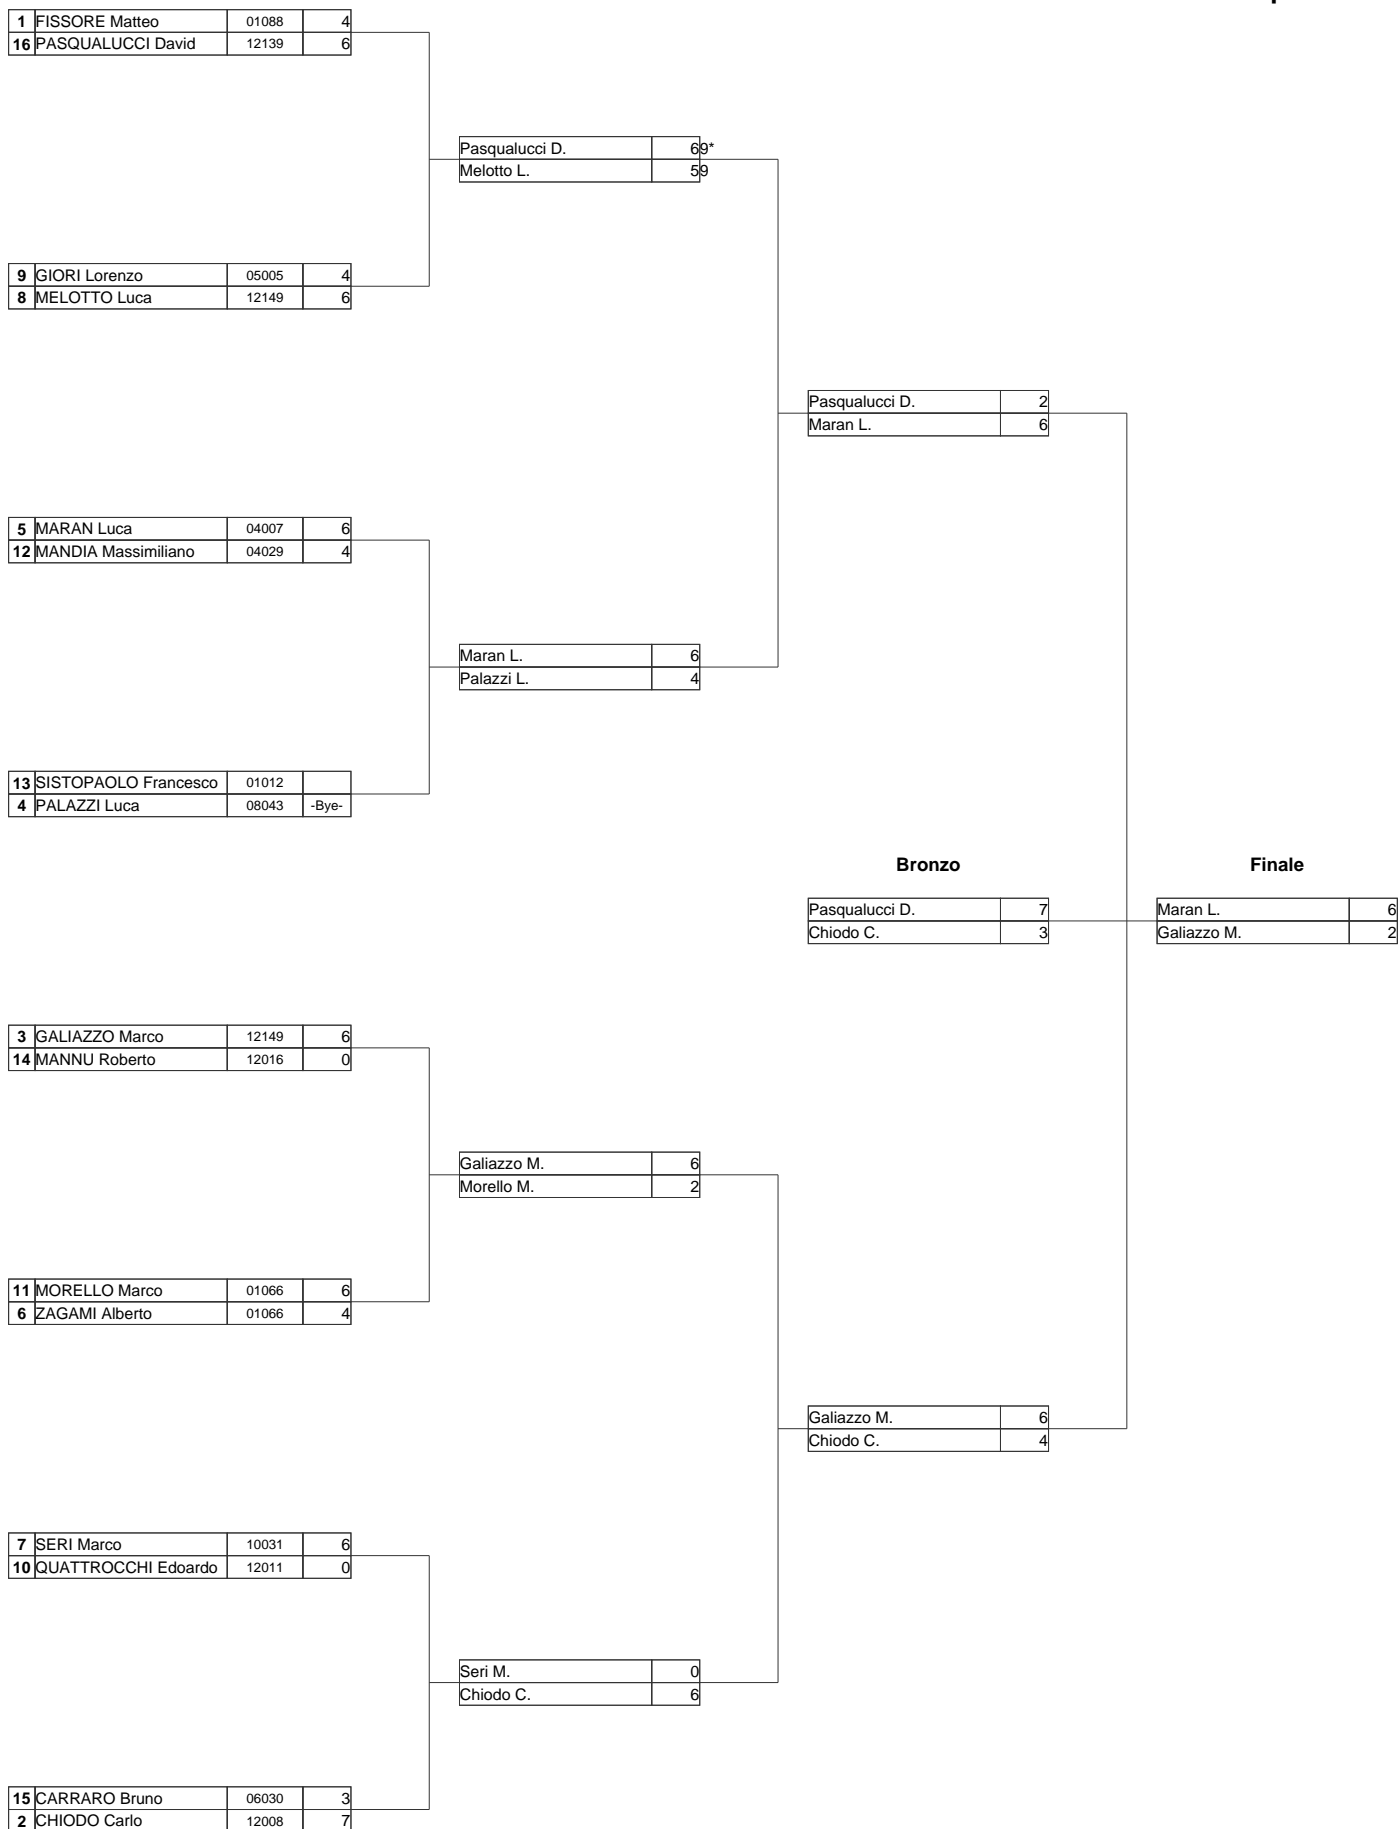 1 FISSORE Matteo 01088 4
16 PASQUALUCCI David 12139 6
Pasqualucci D. 6 9*
Melotto L. 5 9
9 GIORI Lorenzo 05005 4
8 MELOTTO Luca 12149 6
Pasqualucci D. 2
Maran L. 6
5 MARAN Luca 04007 6
12 MANDIA Massimiliano 04029 4
Maran L. 6
Palazzi L. 4
13 SISTOPAOLO Francesco 01012
4 PALAZZI Luca 08043 -Bye-
Bronzo Finale
Pasqualucci D. 7 Maran L. 6
Chiodo C. 3 Galiazzo M. 2
3 GALIAZZO Marco 12149 6
14 MANNU Roberto 12016 0
Galiazzo M. 6
Morello M. 2
11 MORELLO Marco 01066 6
6 ZAGAMI Alberto 01066 4
Galiazzo M. 6
Chiodo C. 4
7 SERI Marco 10031 6
10 QUATTROCCHI Edoardo 12011 0
Seri M. 0
Chiodo C. 6
15 CARRARO Bruno 06030 3
2 CHIODO Carlo 12008 7